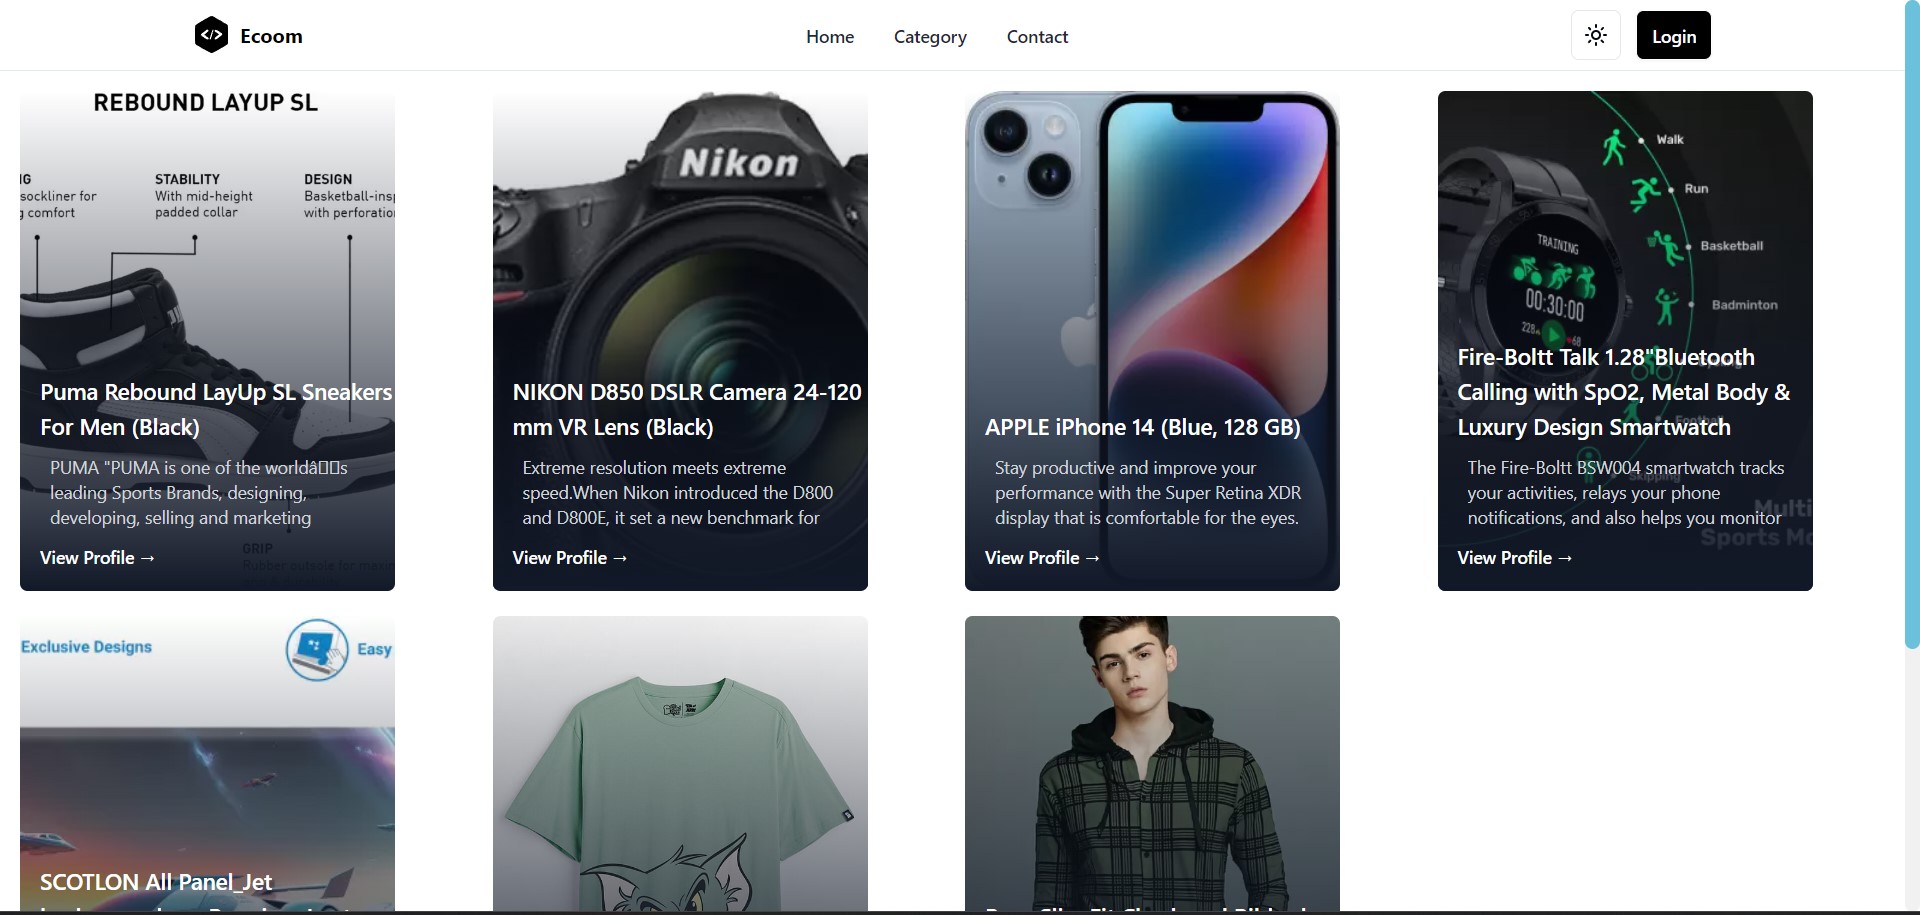 Ecoom
Home
Category
Contact
Login
REBOUND LAYUP SL
STABILITY
With mid-height
padded collar
DESIGN
Basketball-insp
with perforation
sockliner for
comfort
Puma Rebound LayUp SL Sneakers
For Men (Black)
PUMA "PUMA is one of the worldâ▯▯s
leading Sports Brands, designing,
developing, selling and marketing
GRIP
Rubber outsole for maxim
View Profile →
Nikon
NIKON D850 DSLR Camera 24-120
mm VR Lens (Black)
Extreme resolution meets extreme
speed.When Nikon introduced the D800
and D800E, it set a new benchmark for
View Profile →
APPLE iPhone 14 (Blue, 128 GB)
Stay productive and improve your
performance with the Super Retina XDR
display that is comfortable for the eyes.
View Profile →
Walk
Run
Basketball
Badminton
Football
Skipping
TRAINING
00:30:00
228
68
Fire-Boltt Talk 1.28"Bluetooth
Calling with SpO2, Metal Body &
Luxury Design Smartwatch
The Fire-Boltt BSW004 smartwatch tracks
your activities, relays your phone
notifications, and also helps you monitor
Multi
Sports Mo
View Profile →
Exclusive Designs
Easy
SCOTLON All Panel_Jet